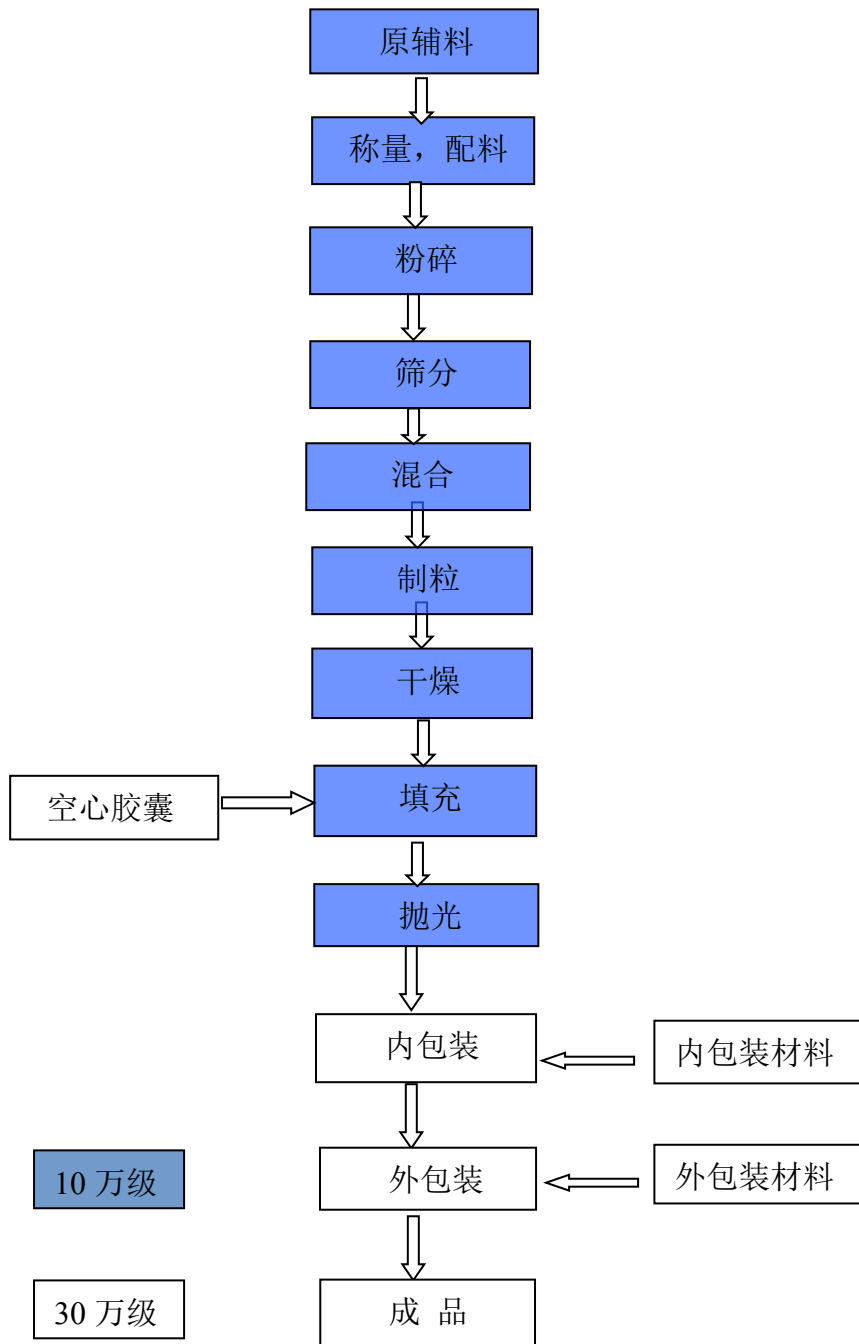 原辅料
称量，配料
粉碎
筛分
混合
制粒
干燥
空心胶囊
填充
抛光
内包装
内包装材料
10 万级
外包装
外包装材料
30 万级
成 品